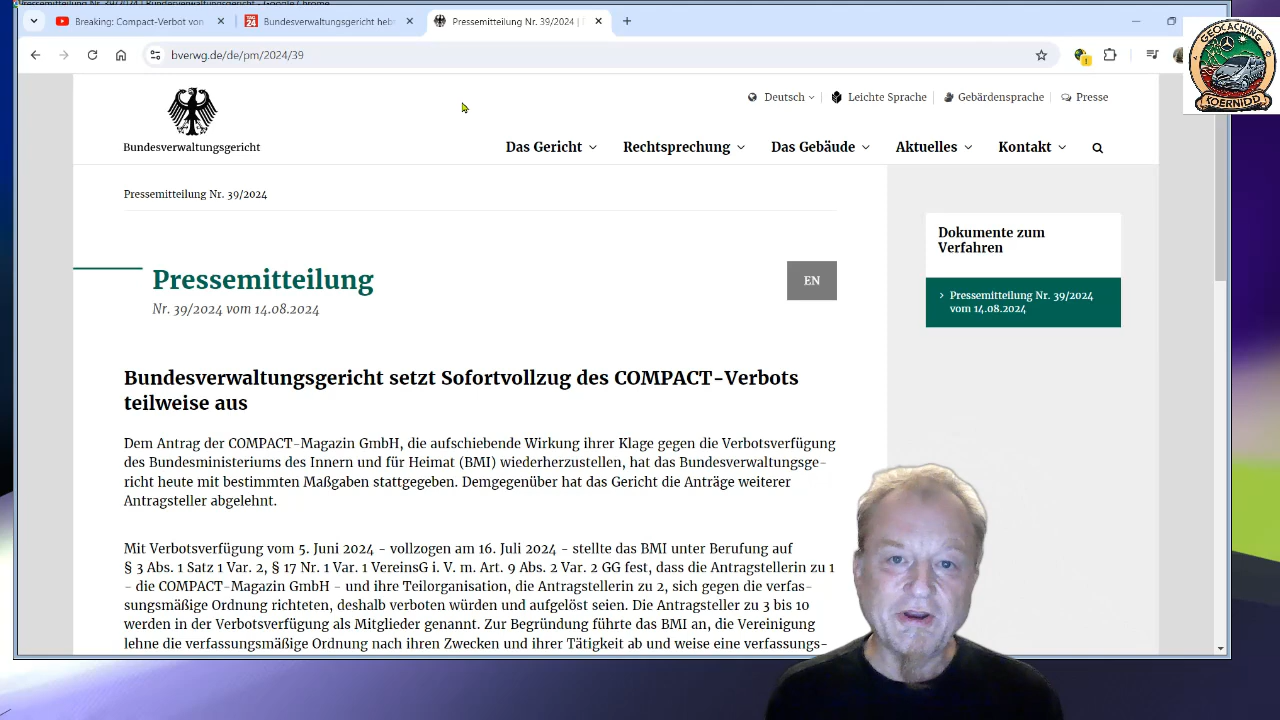 Pressemitteilung Nr. 39/2024 | Bundesverwaltungsgericht - Google Chrome
Breaking: Compact-Verbot von
Bundesverwaltungsgericht heb
Pressemitteilung Nr. 39/2024 |
bverwg.de/de/pm/2024/39
GEOCACHING
KOERNIDD
Deutsch
Leichte Sprache
Gebärdensprache
Presse
Bundesverwaltungsgericht
Das Gericht
Rechtsprechung
Das Gebäude
Aktuelles
Kontakt
Pressemitteilung Nr. 39/2024
Dokumente zum
Verfahren
Pressemitteilung Nr. 39/2024
vom 14.08.2024
Pressemitteilung
EN
Nr. 39/2024 vom 14.08.2024
Bundesverwaltungsgericht setzt Sofortvollzug des COMPACT-Verbots
teilweise aus
Dem Antrag der COMPACT-Magazin GmbH, die aufschiebende Wirkung ihrer Klage gegen die Verbotsverfügung
des Bundesministeriums des Innern und für Heimat (BMI) wiederherzustellen, hat das Bundesverwaltungsge-
richt heute mit bestimmten Maßgaben stattgegeben. Demgegenüber hat das Gericht die Anträge weiterer
Antragsteller abgelehnt.
Mit Verbotsverfügung vom 5. Juni 2024 - vollzogen am 16. Juli 2024 - stellte das BMI unter Berufung auf
§ 3 Abs. 1 Satz 1 Var. 2, § 17 Nr. 1 Var. 1 VereinsG i. V. m. Art. 9 Abs. 2 Var. 2 GG fest, dass die Antragstellerin zu 1
- die COMPACT-Magazin GmbH - und ihre Teilorganisation, die Antragstellerin zu 2, sich gegen die verfas-
sungsmäßige Ordnung richteten, deshalb verboten würden und aufgelöst seien. Die Antragsteller zu 3 bis 10
werden in der Verbotsverfügung als Mitglieder genannt. Zur Begründung führte das BMI an, die Vereinigung
lehne die verfassungsmäßige Ordnung nach ihren Zwecken und ihrer Tätigkeit ab und weise eine verfassungs-